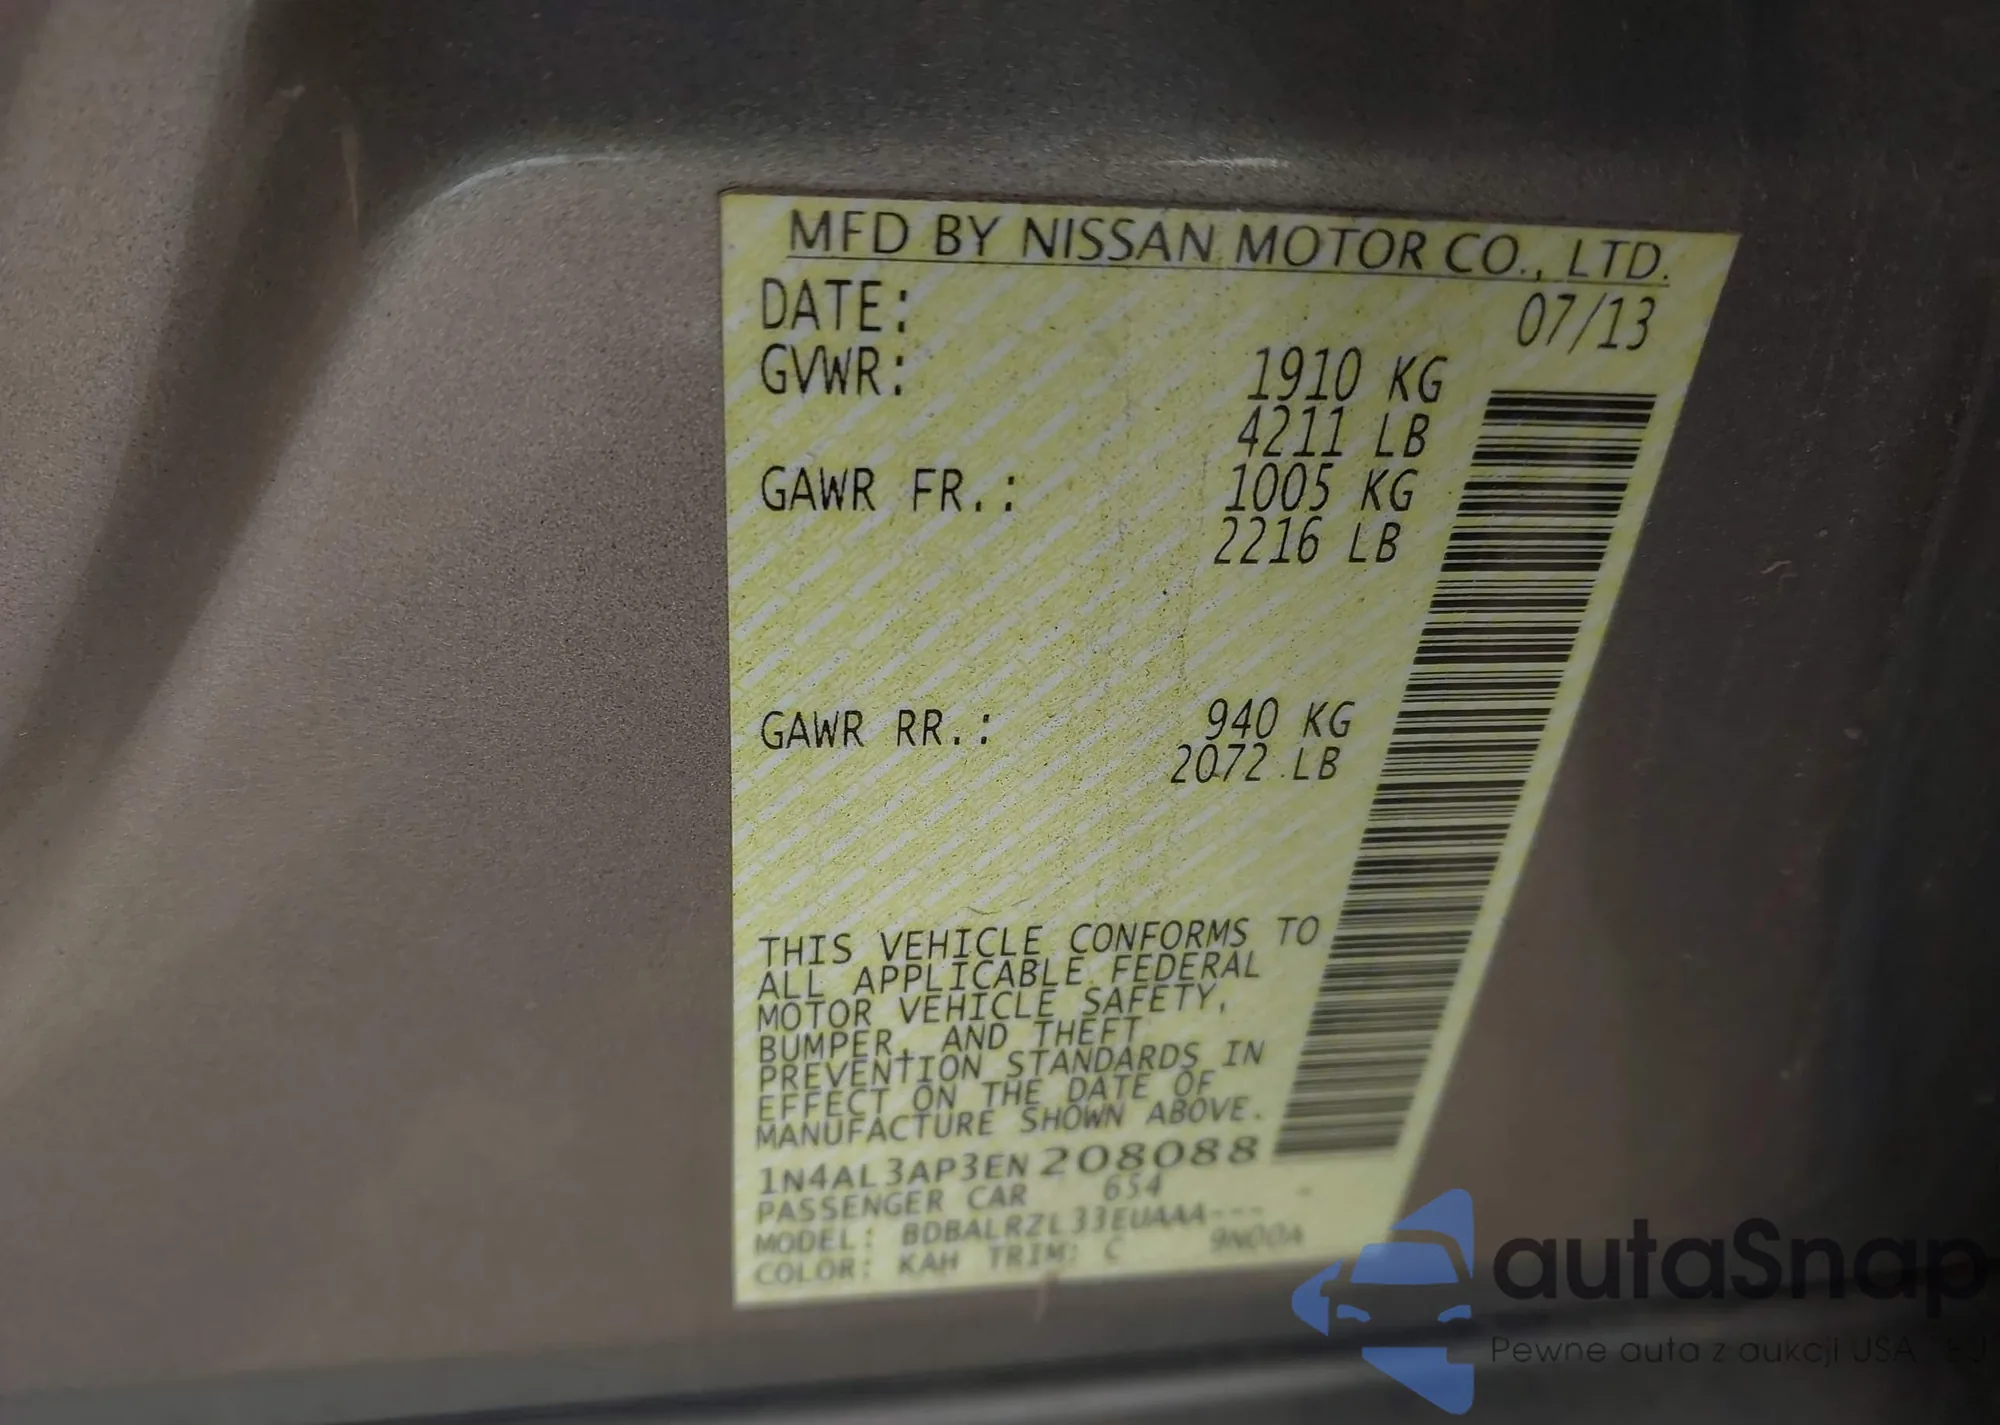 MFD BY NISSAN MOTOR CO., LTD.
DATE: 07/13
GVWR: 1910 KG
4211 LB
GAWR FR.: 1005 KG
2216 LB
GAWR RR.: 940 KG
2072 LB
THIS VEHICLE CONFORMS TO
ALL APPLICABLE FEDERAL
MOTOR VEHICLE SAFETY,
BUMPER, AND THEFT
PREVENTION STANDARDS IN
EFFECT ON THE DATE OF
MANUFACTURE SHOWN ABOVE.
1N4AL3AP3EN208088
PASSENGER CAR 654
MODEL: BDBALRZL33EUAAA---
COLOR: KAH TRIM: C 9N00A
autaSnap
Pewne auta z aukcji USA